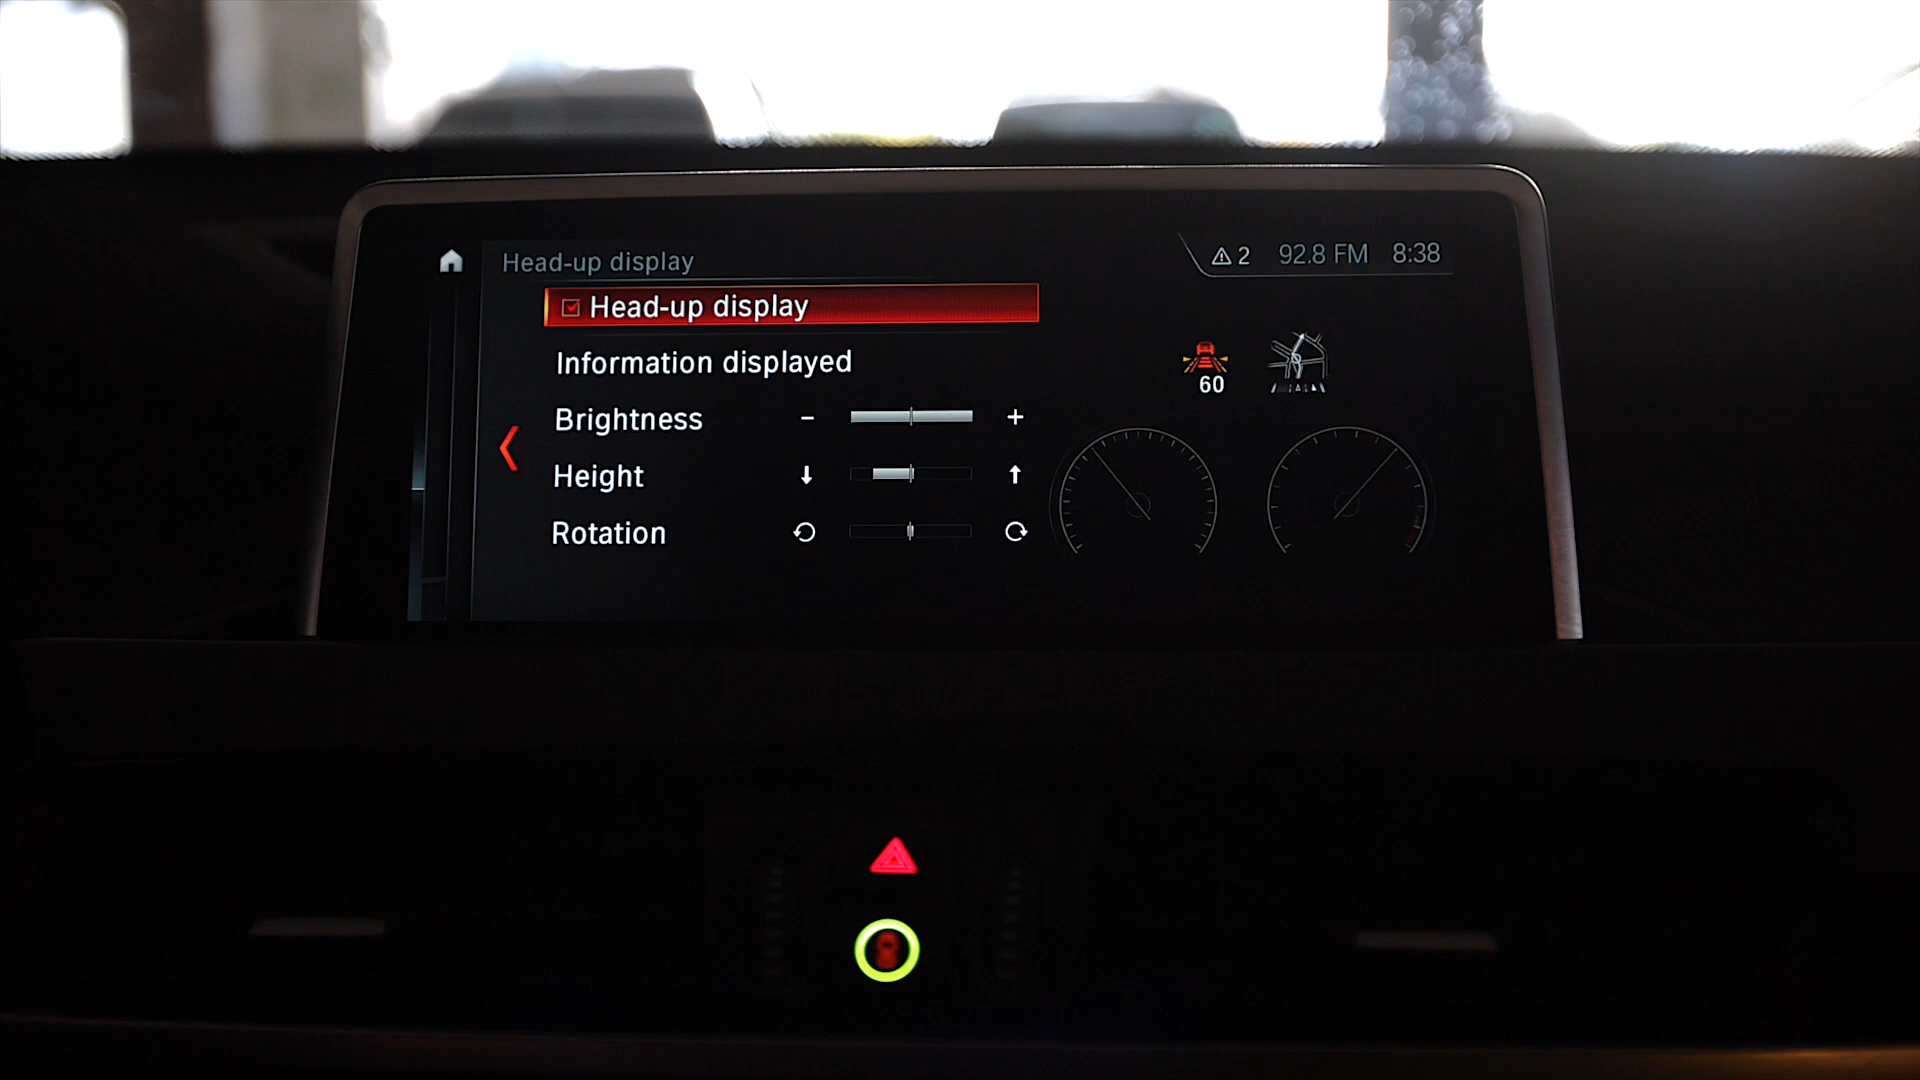 Head-up display
2 92.8 FM 8:38
Head-up display
Information displayed
60
Brightness - +
Height
Rotation